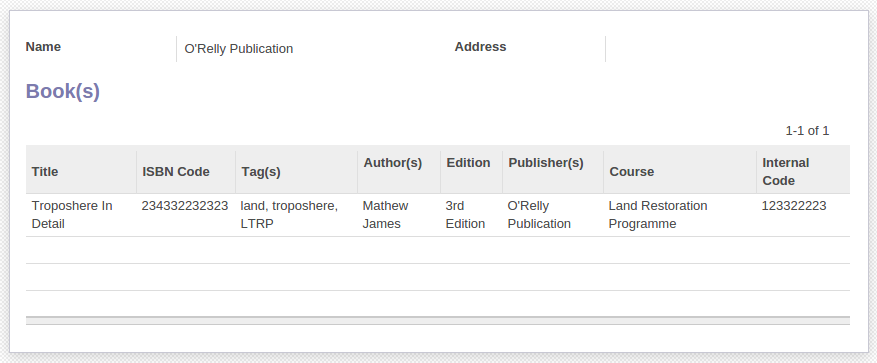 Name O'Relly Publication Address
Book(s)
1-1 of 1
Title ISBN Code Tag(s) Author(s) Edition Publisher(s) Course Internal Code
Troposhere In Detail 234332232323 land, troposhere, LTRP Mathew James 3rd Edition O'Relly Publication Land Restoration Programme 123322223